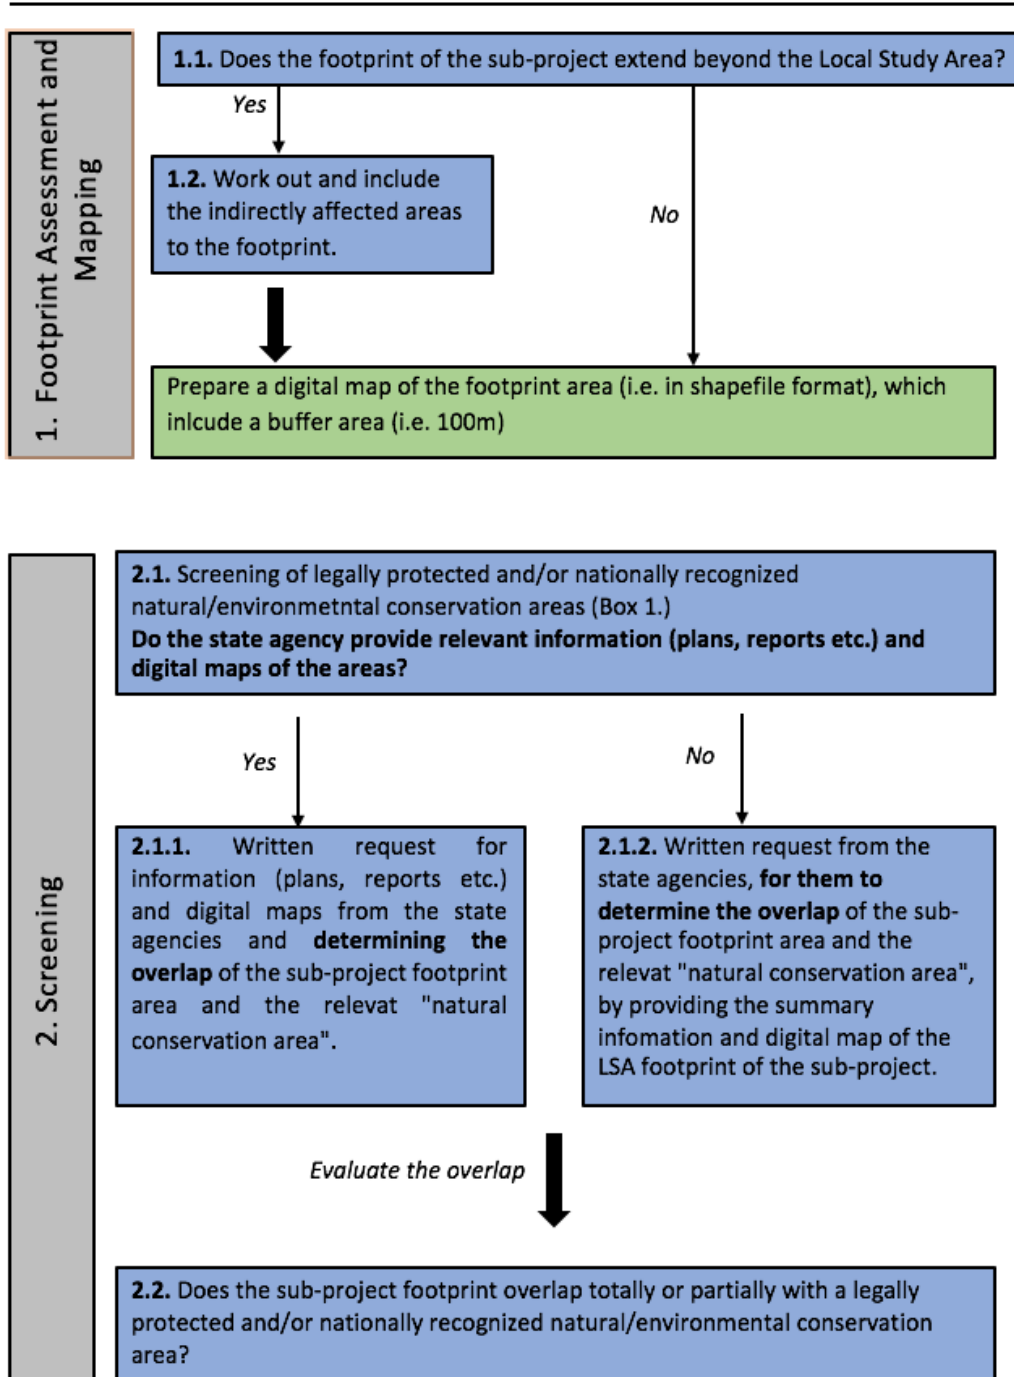 1. Footprint Assessment and
Mapping
1.1. Does the footprint of the sub-project extend beyond the Local Study Area?
Yes
No
1.2. Work out and include
the indirectly affected areas
to the footprint.
Prepare a digital map of the footprint area (i.e. in shapefile format), which
inlcude a buffer area (i.e. 100m)
2. Screening
2.1. Screening of legally protected and/or nationally recognized
natural/environmetntal conservation areas (Box 1.)
Do the state agency provide relevant information (plans, reports etc.) and
digital maps of the areas?
Yes
No
2.1.1. Written request for
information (plans, reports etc.)
and digital maps from the state
agencies and determining the
overlap of the sub-project footprint
area and the relevat "natural
conservation area".
2.1.2. Written request from the
state agencies, for them to
determine the overlap of the sub-
project footprint area and the
relevat "natural conservation area",
by providing the summary
infomation and digital map of the
LSA footprint of the sub-project.
Evaluate the overlap
2.2. Does the sub-project footprint overlap totally or partially with a legally
protected and/or nationally recognized natural/environmental conservation
area?